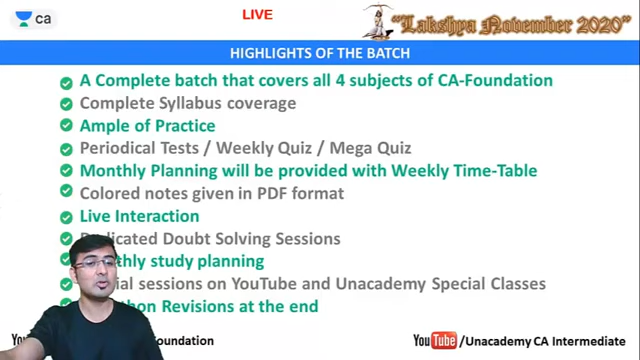 ca
LIVE
"Lakshya November 2020"
HIGHLIGHTS OF THE BATCH
A Complete batch that covers all 4 subjects of CA-Foundation
Complete Syllabus coverage
Ample of Practice
Periodical Tests / Weekly Quiz / Mega Quiz
Monthly Planning will be provided with Weekly Time-Table
Colored notes given in PDF format
Live Interaction
Doubt Solving Sessions
study planning
sessions on YouTube and Unacademy Special Classes
Revisions at the end
You
YouTube/Unacademy CA Intermediate